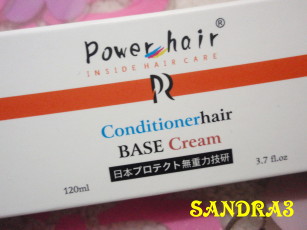 Power hair®
INSIDE HAIR CARE
PR
Conditionerhair
BASE Cream
日本プロテクト無重力技研
120ml
3.7 fl.oz
SANDRA3